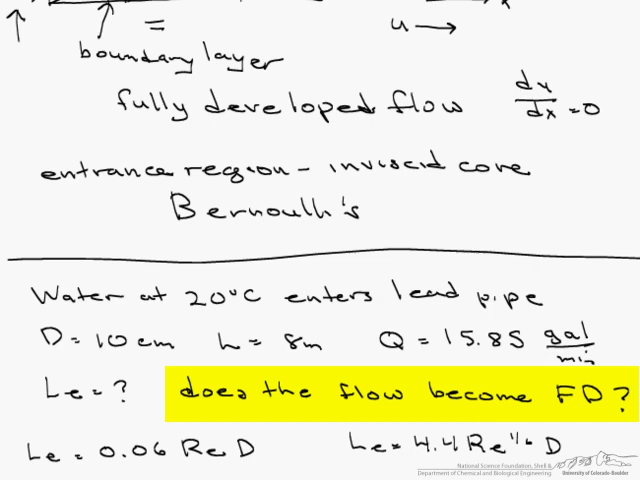 = u → x
boundary layer
fully developed flow du/dx = 0
entrance region - inviscid core
Bernoulli's
Water at 20°C enters lead pipe
D = 10 cm L = 8m Q = 15.85 gal/min
Le = ? does the flow become FD?
Le = 0.06 Re D Le = 4.4 Re^1/6 D
National Science Foundation, Shell &
Department of Chemical and Biological Engineering University of Colorado-Boulder